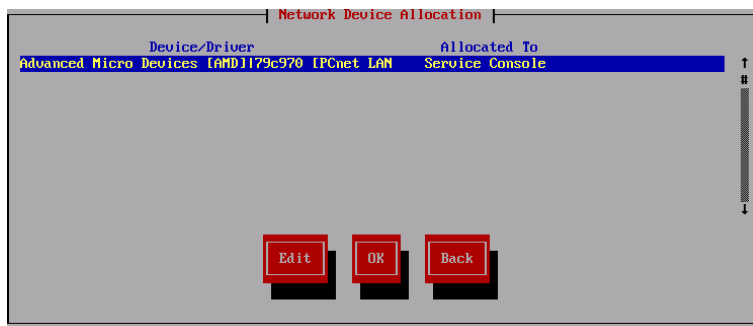 Network Device Allocation
Device/Driver Allocated To
Advanced Micro Devices [AMD]|79c970 [PCnet LAN Service Console
#
Edit OK Back